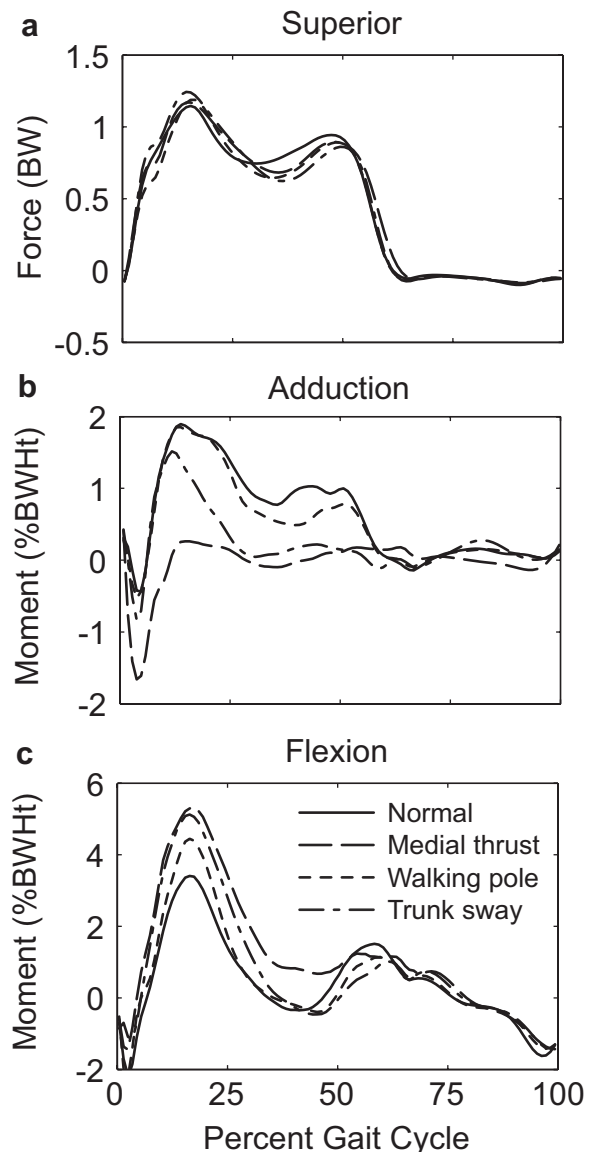 a
Superior
1.5
1
0.5
0
-0.5
Force (BW)
b
Adduction
2
1
0
-1
-2
Moment (%BWHt)
c
Flexion
6
4
2
0
-2
Moment (%BWHt)
Normal
Medial thrust
Walking pole
Trunk sway
0 25 50 75 100
Percent Gait Cycle